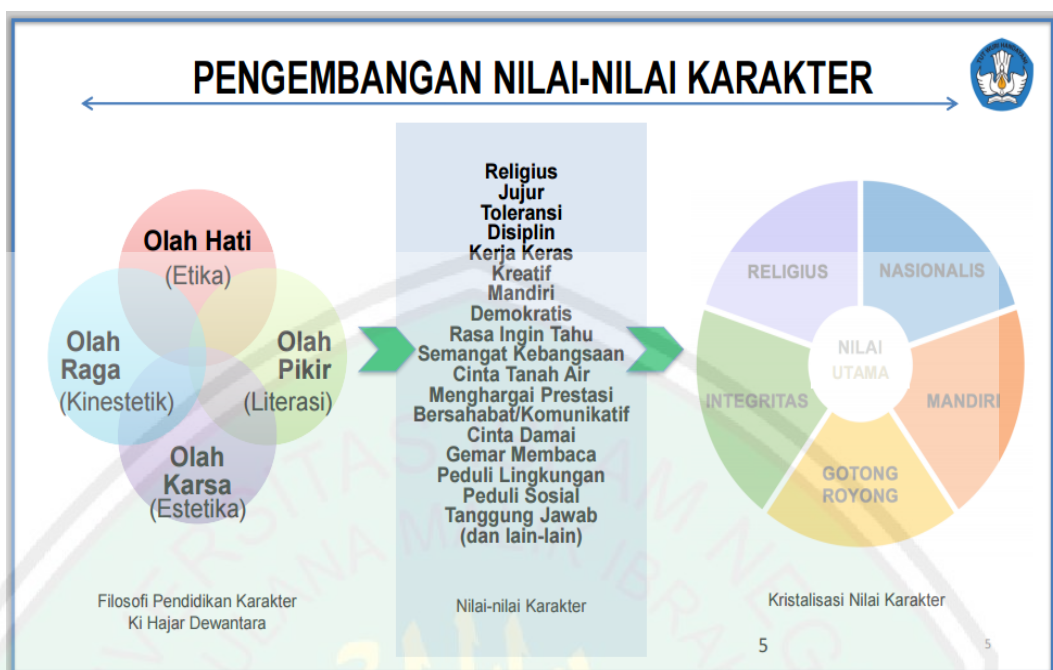 PENGEMBANGAN NILAI-NILAI KARAKTER
TUT WURI HANDAYANI
Olah Hati
(Etika)
Olah
Raga
(Kinestetik)
Olah
Pikir
(Literasi)
Olah
Karsa
(Estetika)
Filosofi Pendidikan Karakter
Ki Hajar Dewantara
Religius
Jujur
Toleransi
Disiplin
Kerja Keras
Kreatif
Mandiri
Demokratis
Rasa Ingin Tahu
Semangat Kebangsaan
Cinta Tanah Air
Menghargai Prestasi
Bersahabat/Komunikatif
Cinta Damai
Gemar Membaca
Peduli Lingkungan
Peduli Sosial
Tanggung Jawab
(dan lain-lain)
Nilai-nilai Karakter
RELIGIUS
NASIONALIS
NILAI
UTAMA
INTEGRITAS
MANDIRI
GOTONG
ROYONG
Kristalisasi Nilai Karakter
5
5